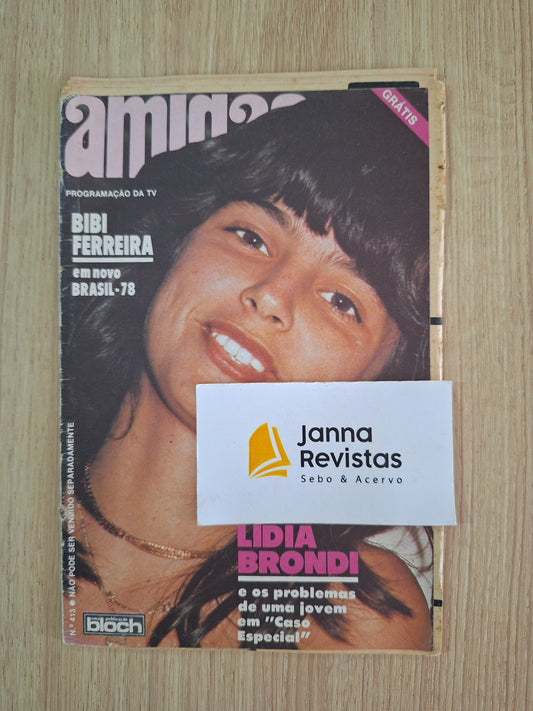 amiga
GRÁTIS
PROGRAMAÇÃO DA TV
BIBI
FERREIRA
em novo
BRASIL-78
Janna
Revistas
Sebo & Acervo
LIDIA
BRONDI
e os problemas
de uma jovem
em "Caso
Especial"
N.º 413 ● NÃO PODE SER VENDIDO SEPARADAMENTE
bloch